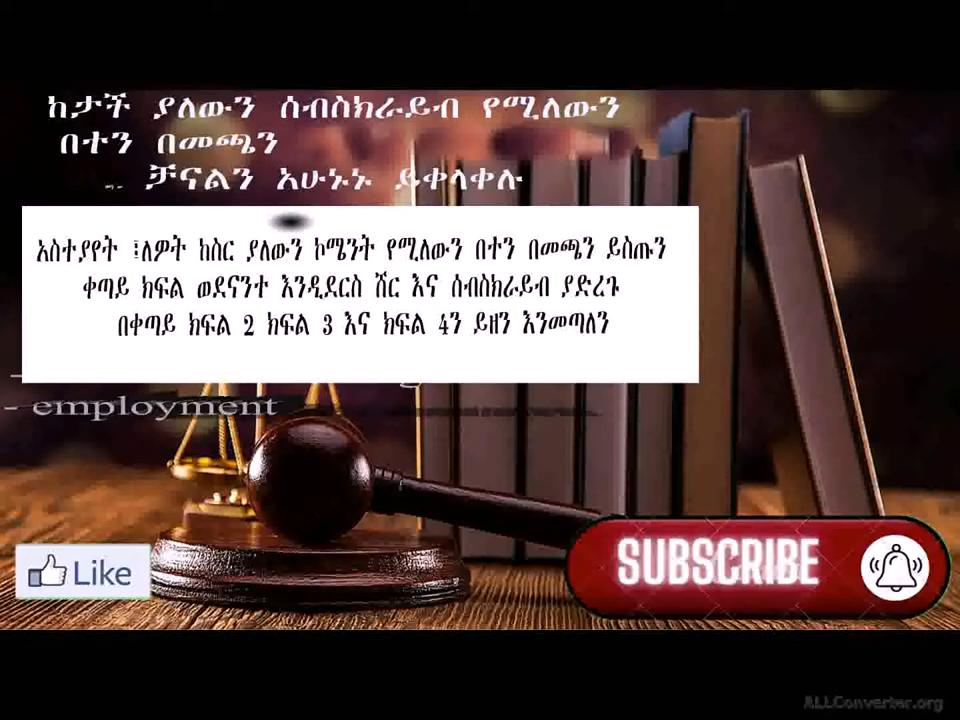 ከታች ያለውን ሰብስክራይብ የሚለውን
በተን በመጫን
ቻናልን አሁኑኑ ይቀላቀሉ
አስተያየት ፤ለዎት ከስር ያለውን ኮሜንት የሚለውን በተን በመጫን ይስጡን
ቀጣይ ክፍል ወደናንተ እንዲደርስ ሸር እና ሰብስክራይብ ያድረጉ
በቀጣይ ክፍል 2 ክፍል 3 እና ክፍል 4ን ይዘን እንመጣለን
- employment
Like
SUBSCRIBE
ALLConverter.org